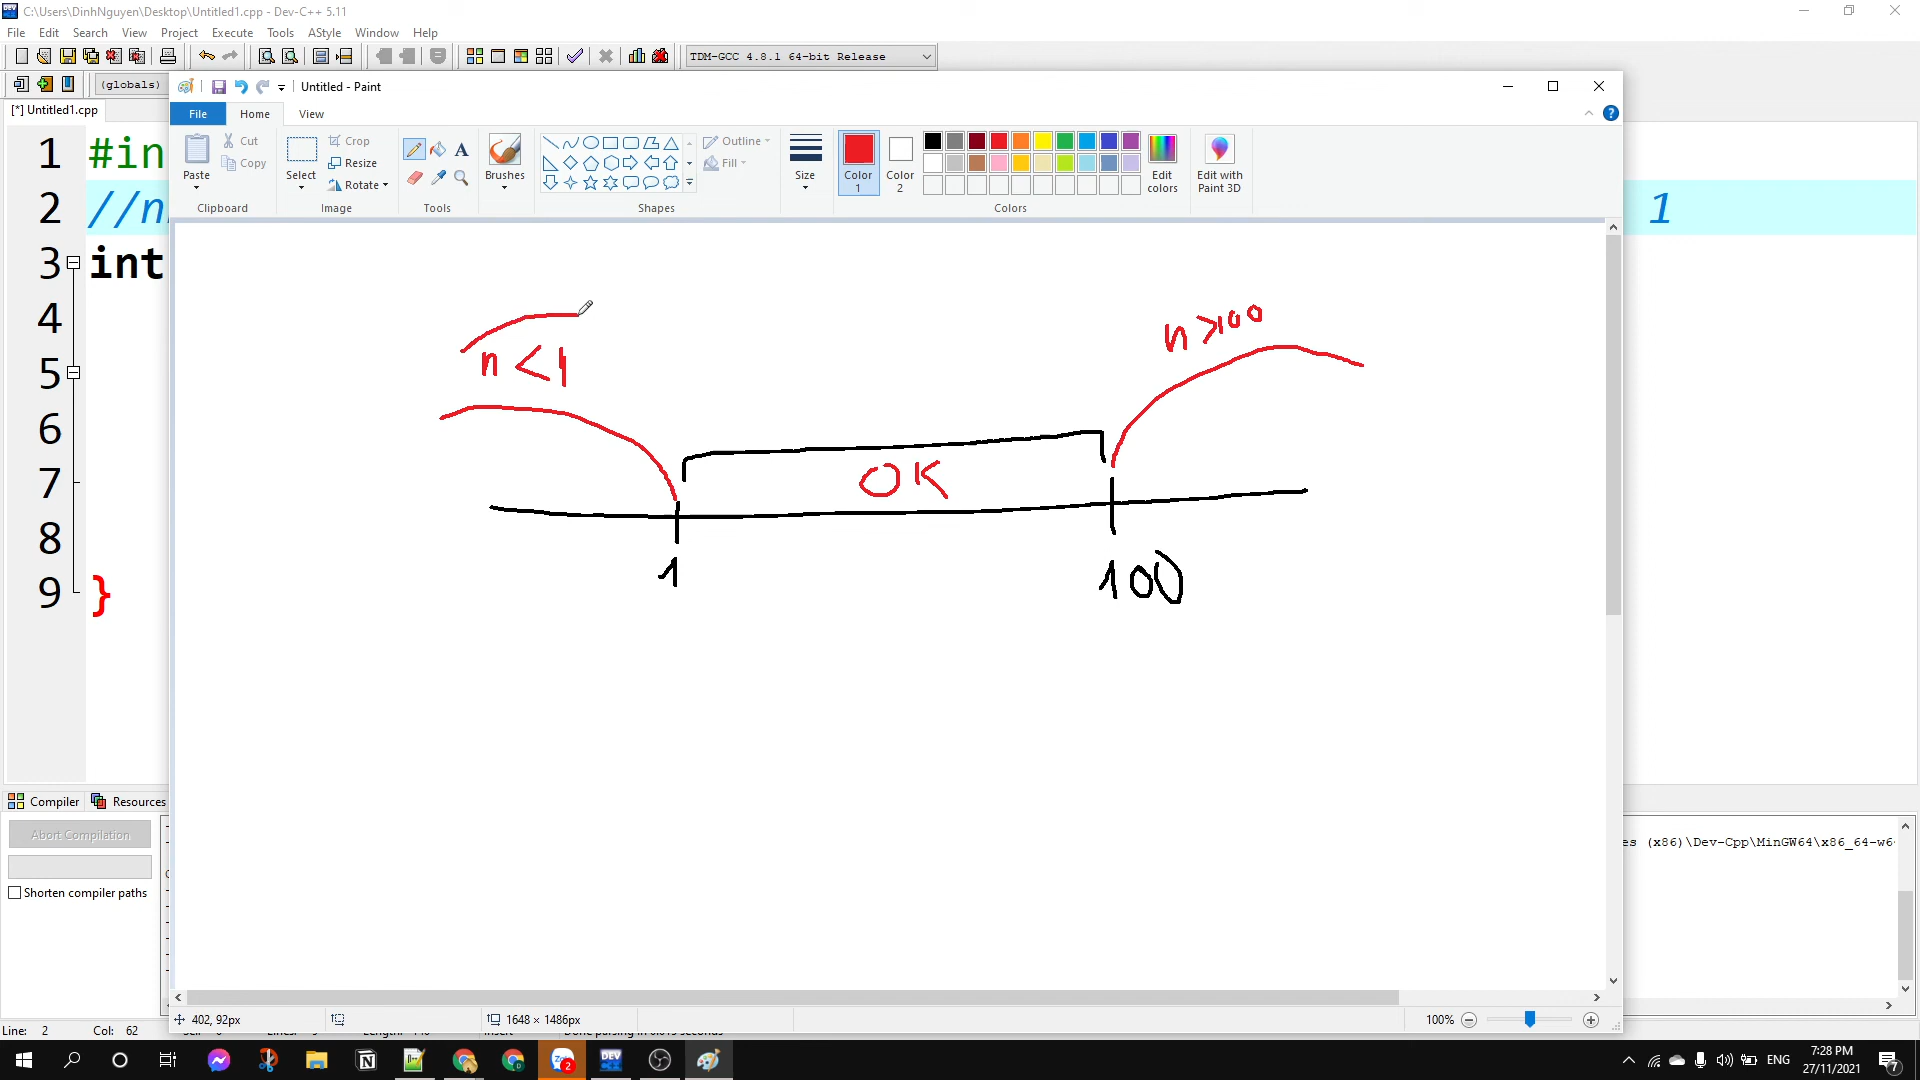 C:\Users\DinhNguyen\Desktop\Untitled1.cpp - Dev-C++ 5.11
File Edit Search View Project Execute Tools AStyle Window Help
TDM-GCC 4.8.1 64-bit Release
(globals)
Untitled - Paint
[*] Untitled1.cpp
File Home View
Cut
Copy
Paste
Clipboard
Crop
Resize
Rotate
Select
Image
A
Tools
Brushes
Shapes
Outline
Fill
Size
Color 1
Color 2
Colors
Edit colors
Edit with Paint 3D
1 #in
2 //n 1
3 int
4
5
6
7
8
9 }
n < 1
n > 100
OK
1
100
Compiler Resources
Abort Compilation
Shorten compiler paths
es (x86)\Dev-Cpp\MinGW64\x86_64-w6
402, 92px
1648 × 1486px
100%
Line: 2 Col: 62
ENG
7:28 PM
27/11/2021
DEV
2
7